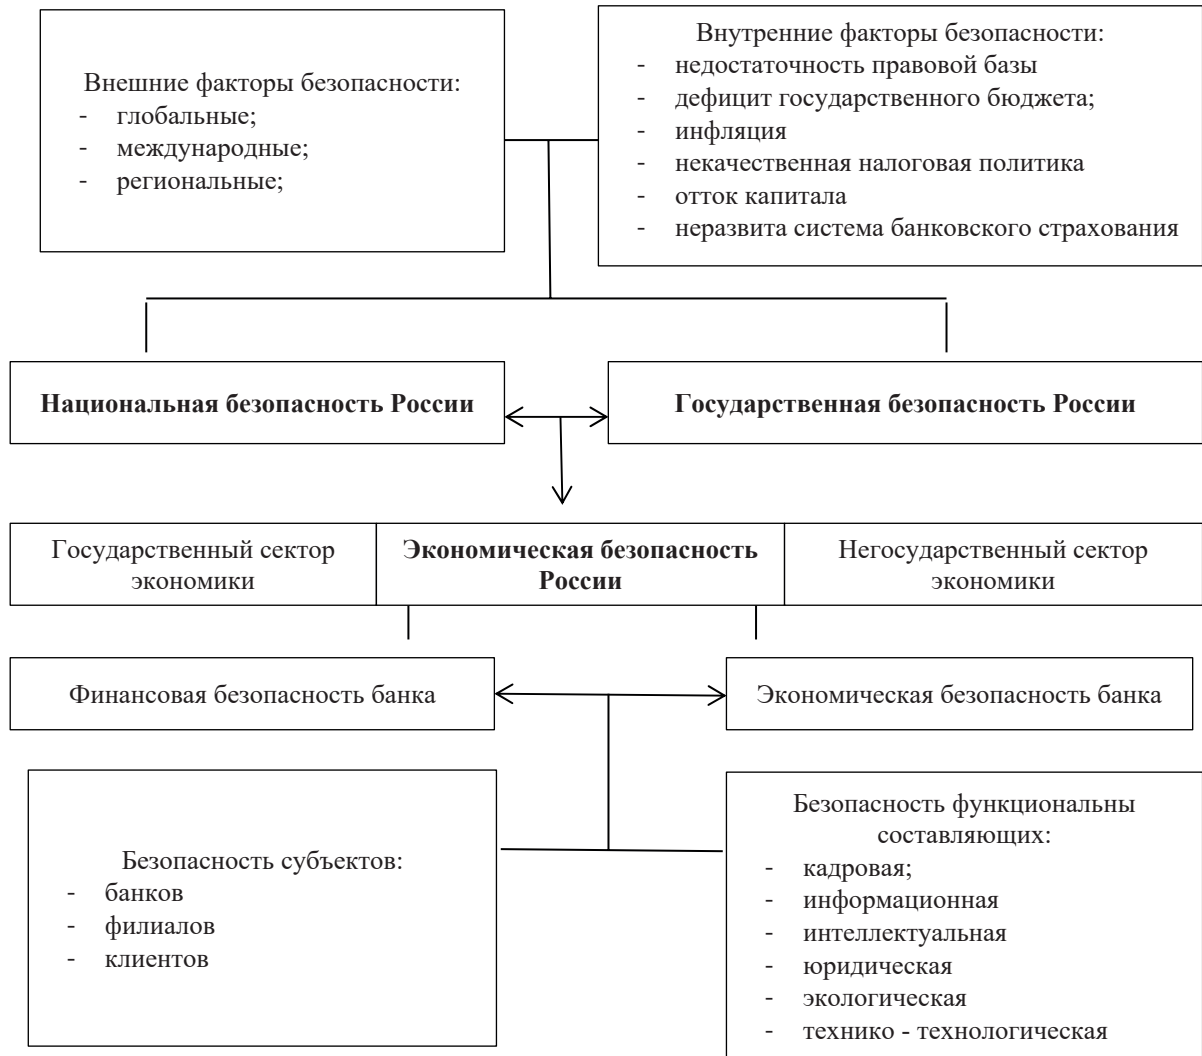 Внешние факторы безопасности:
- глобальные;
- международные;
- региональные;
Внутренние факторы безопасности:
- недостаточность правовой базы
- дефицит государственного бюджета;
- инфляция
- некачественная налоговая политика
- отток капитала
- неразвита система банковского страхования
Национальная безопасность России
Государственная безопасность России
Государственный сектор
экономики
Экономическая безопасность
России
Негосударственный сектор
экономики
Финансовая безопасность банка
Экономическая безопасность банка
Безопасность субъектов:
- банков
- филиалов
- клиентов
Безопасность функциональны
составляющих:
- кадровая;
- информационная
- интеллектуальная
- юридическая
- экологическая
- технико - технологическая